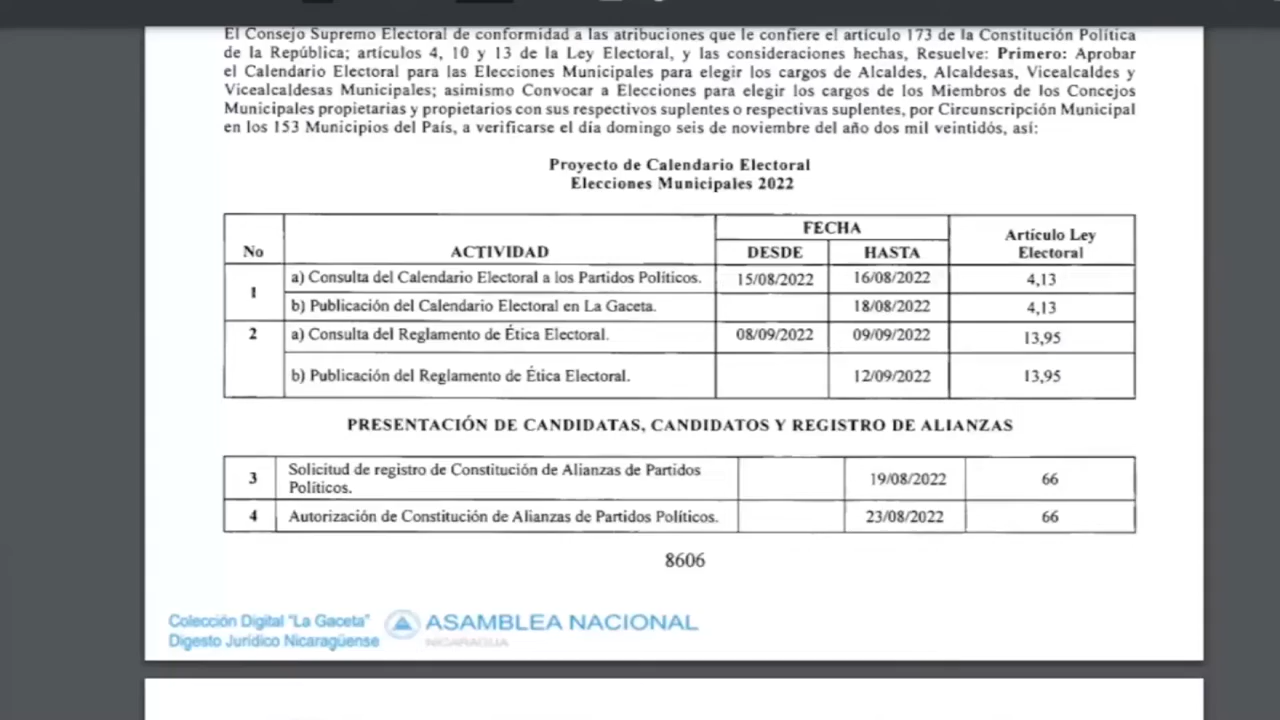 El Consejo Supremo Electoral de conformidad a las atribuciones que le confiere el artículo 173 de la Constitución Política
de la República; artículos 4, 10 y 13 de la Ley Electoral, y las consideraciones hechas, Resuelve: Primero: Aprobar
el Calendario Electoral para las Elecciones Municipales para elegir los cargos de Alcaldes, Alcaldesas, Vicealcaldes y
Vicealcaldesas Municipales; asimismo Convocar a Elecciones para elegir los cargos de los Miembros de los Concejos
Municipales propietarias y propietarios con sus respectivos suplentes o respectivas suplentes, por Circunscripción Municipal
en los 153 Municipios del País, a verificarse el día domingo seis de noviembre del año dos mil veintidós, así:
Proyecto de Calendario Electoral
Elecciones Municipales 2022
No ACTIVIDAD FECHA Artículo Ley
DESDE HASTA Electoral
1 a) Consulta del Calendario Electoral a los Partidos Políticos. 15/08/2022 16/08/2022 4,13
b) Publicación del Calendario Electoral en La Gaceta. 18/08/2022 4,13
2 a) Consulta del Reglamento de Ética Electoral. 08/09/2022 09/09/2022 13,95
b) Publicación del Reglamento de Ética Electoral. 12/09/2022 13,95
PRESENTACIÓN DE CANDIDATAS, CANDIDATOS Y REGISTRO DE ALIANZAS
3 Solicitud de registro de Constitución de Alianzas de Partidos
Políticos. 19/08/2022 66
4 Autorización de Constitución de Alianzas de Partidos Políticos. 23/08/2022 66
8606
Colección Digital "La Gaceta"
Digesto Jurídico Nicaragüense
ASAMBLEA NACIONAL
NICARAGUA